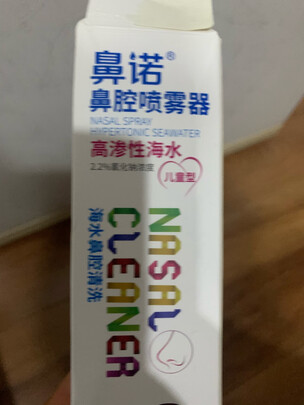 鼻诺®
鼻腔喷雾器
NASAL SPRAY
HYPERTONIC SEAWATER
高渗性海水
2.2%氯化钠浓度
儿童型
NASAL
CLEANER
海水鼻腔清洗